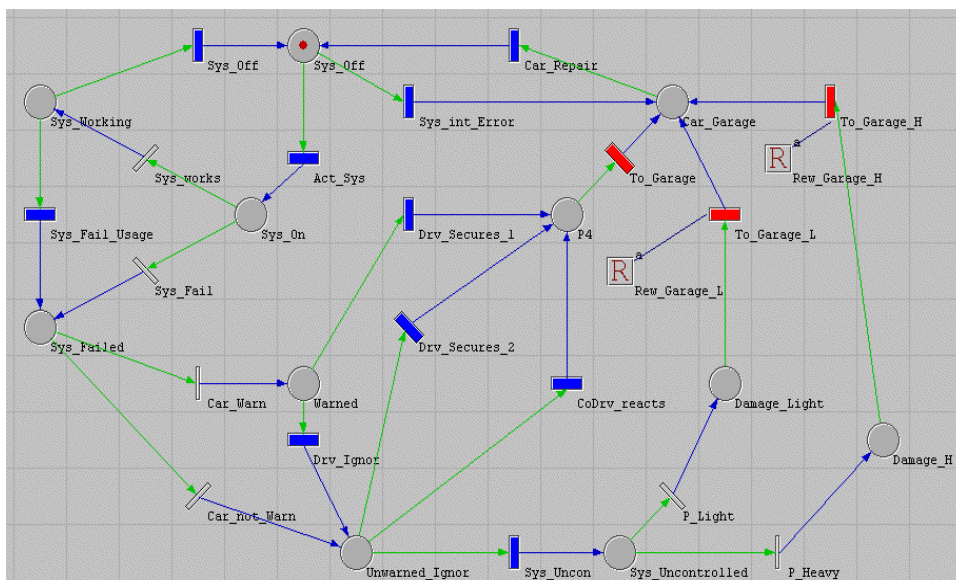 Sys_Off
Sys_Off
Car_Repair
Sys_Working
Sys_int_Error
Car_Garage
To_Garage_H
a
R
Rew_Garage_H
Sys_works
Act_Sys
To_Garage
Sys_Fail_Usage
Sys_On
Drv_Secures_1
P4
To_Garage_L
a
R
Rew_Garage_L
Sys_Fail
Sys_Failed
Drv_Secures_2
Car_Warn
Warned
CoDrv_reacts
Damage_Light
Drv_Ignor
Damage_H
Car_not_Warn
P_Light
Unwarned_Ignor
Sys_Uncon
Sys_Uncontrolled
P_Heavy